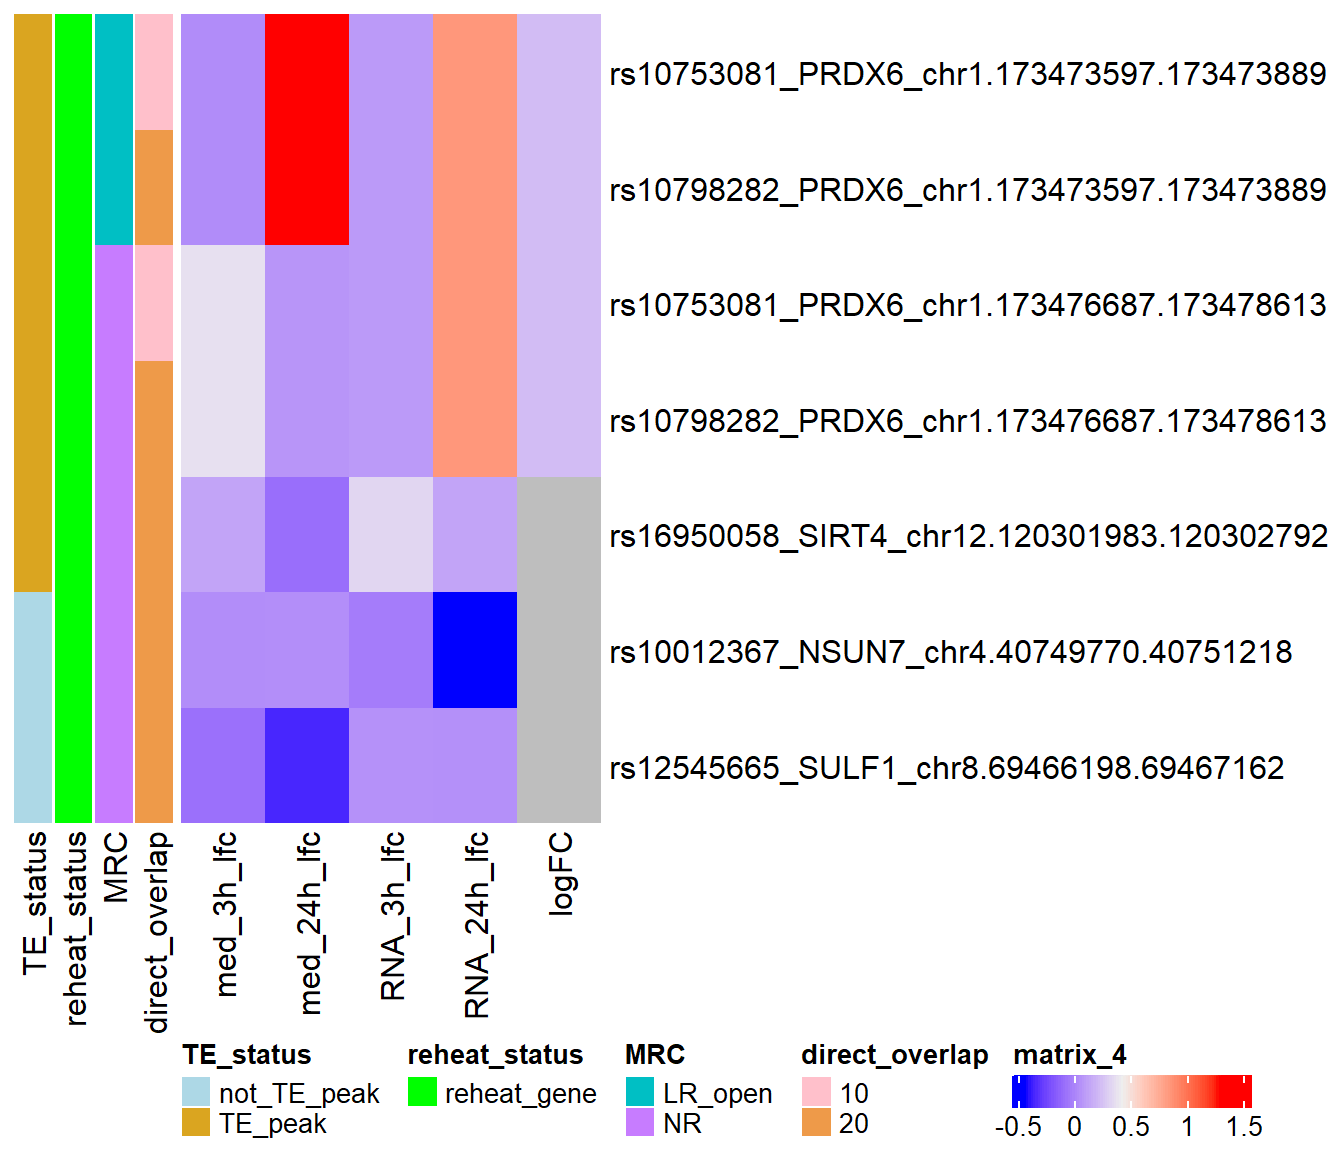 rs10753081_PRDX6_chr1.173473597.173473889
rs10798282_PRDX6_chr1.173473597.173473889
rs10753081_PRDX6_chr1.173476687.173478613
rs10798282_PRDX6_chr1.173476687.173478613
rs16950058_SIRT4_chr12.120301983.120302792
rs10012367_NSUN7_chr4.40749770.40751218
rs12545665_SULF1_chr8.69466198.69467162
TE_status
reheat_status
MRC
direct_overlap
med_3h_lfc
med_24h_lfc
RNA_3h_lfc
RNA_24h_lfc
logFC
TE_status
not_TE_peak
TE_peak
reheat_status
reheat_gene
MRC
LR_open
NR
direct_overlap
10
20
matrix_4
-0.5 0 0.5 1 1.5